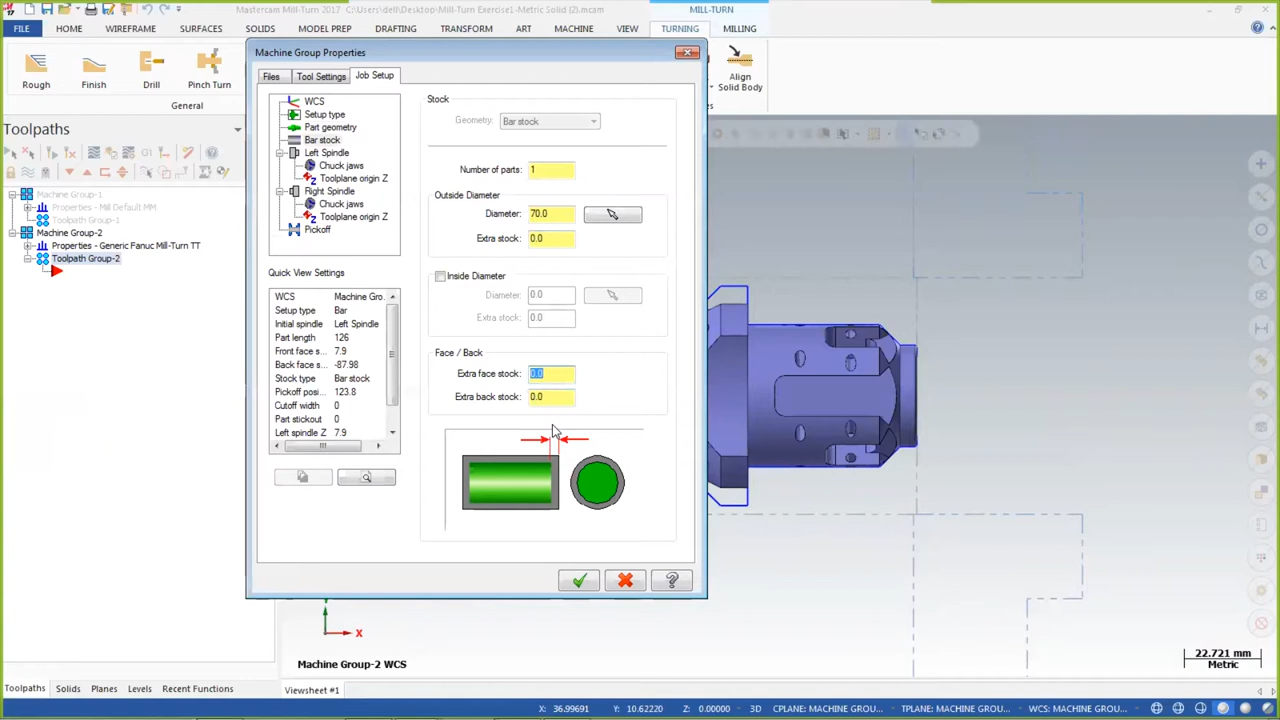 17 Mastercam Mill-Turn 2017 C:\Users\dell\Desktop\Mill-Turn Exercise1-Metric Solid (2).mcam MILL-TURN
FILE HOME WIREFRAME SURFACES SOLIDS MODEL PREP DRAFTING TRANSFORM ART MACHINE VIEW TURNING MILLING
Rough Finish Drill Pinch Turn
General
Align
Solid Body
Toolpaths
Machine Group-1
Properties - Mill Default MM
Toolpath Group-1
Machine Group-2
Properties - Generic Fanuc Mill-Turn TT
Toolpath Group-2
Machine Group Properties
Files Tool Settings Job Setup
WCS
Setup type
Part geometry
Bar stock
Left Spindle
Chuck jaws
Toolpane origin Z
Right Spindle
Chuck jaws
Toolplane origin Z
Pickoff
Quick View Settings
WCS Machine Gro.
Setup type Bar
Initial spindle Left Spindle
Part length 126
Front face s... 7.9
Back face s... -87.98
Stock type Bar stock
Pickoff posi... 123.8
Cutoff width 0
Part stickout 0
Left spindle Z 7.9
Stock
Geometry: Bar stock
Number of parts: 1
Outside Diameter
Diameter: 70.0
Extra stock: 0.0
Inside Diameter
Diameter: 0.0
Extra stock: 0.0
Face / Back
Extra face stock: 0.0
Extra back stock: 0.0
X
Machine Group-2 WCS
22.721 mm
Metric
Toolpaths Solids Planes Levels Recent Functions Viewsheet #1
X: 36.99691 Y: 10.62220 Z: 0.00000 3D CPLANE: MACHINE GROU... TPLANE: MACHINE GROU... WCS: MACHINE GROU...